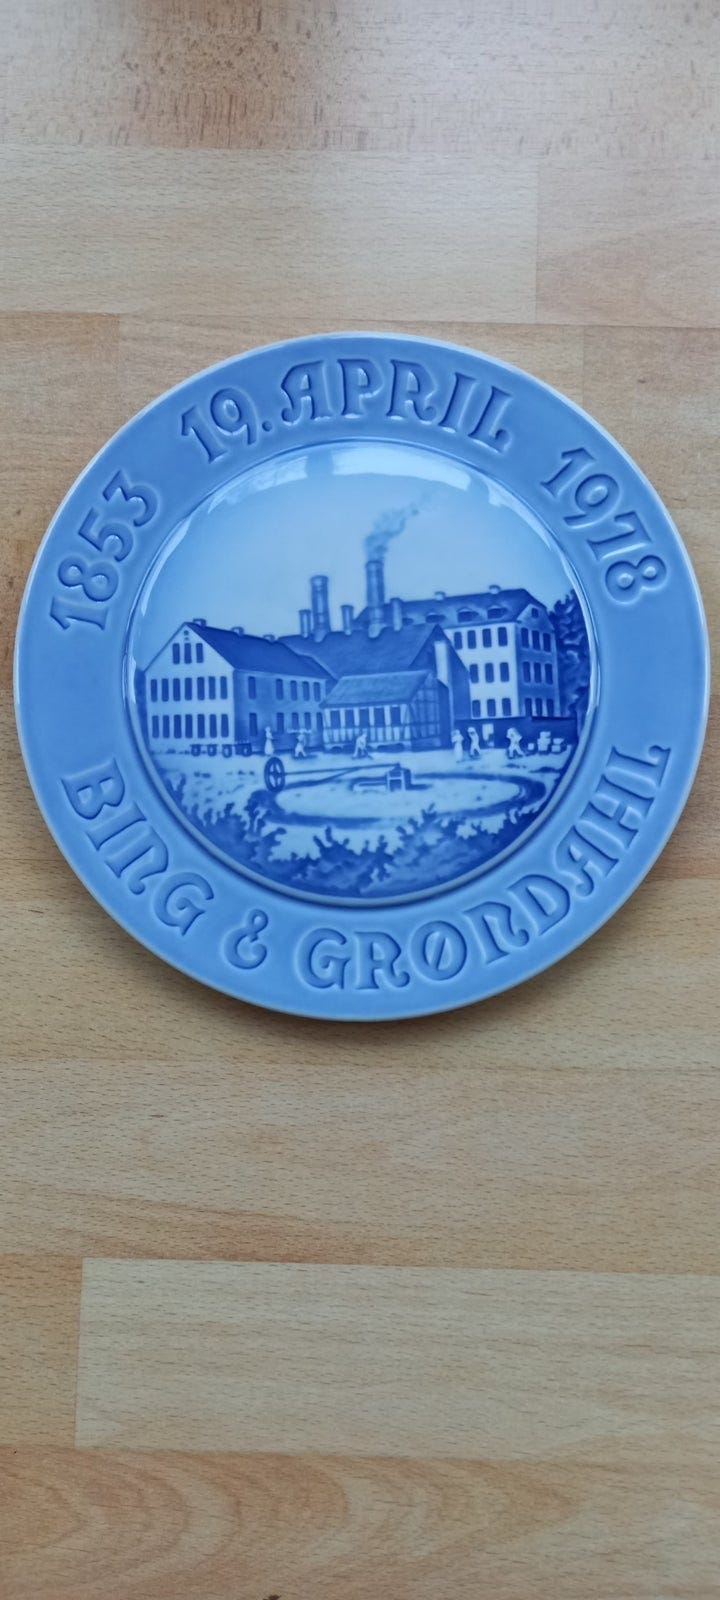 1853 19. APRIL 1978
BING & GRØNDAHL